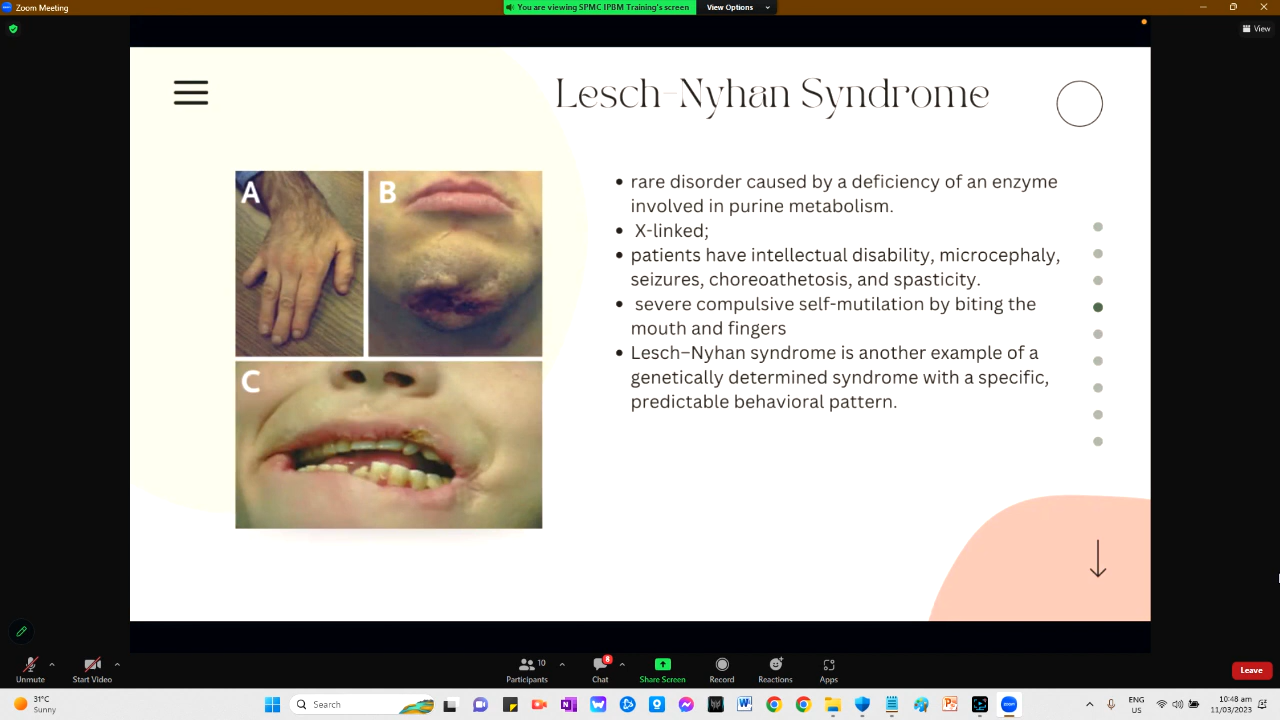 Zoom Meeting
You are viewing SPMC IPBM Training's screen
View Options
View
Lesch-Nyhan Syndrome
A
B
C
• rare disorder caused by a deficiency of an enzyme
involved in purine metabolism.
• X-linked;
• patients have intellectual disability, microcephaly,
seizures, choreoathetosis, and spasticity.
• severe compulsive self-mutilation by biting the
mouth and fingers
• Lesch–Nyhan syndrome is another example of a
genetically determined syndrome with a specific,
predictable behavioral pattern.
Unmute
Start Video
10
Participants
8
Chat
Share Screen
Record
Reactions
Apps
Leave
31°C
Sunny
Search
10:48 am
11/03/2023